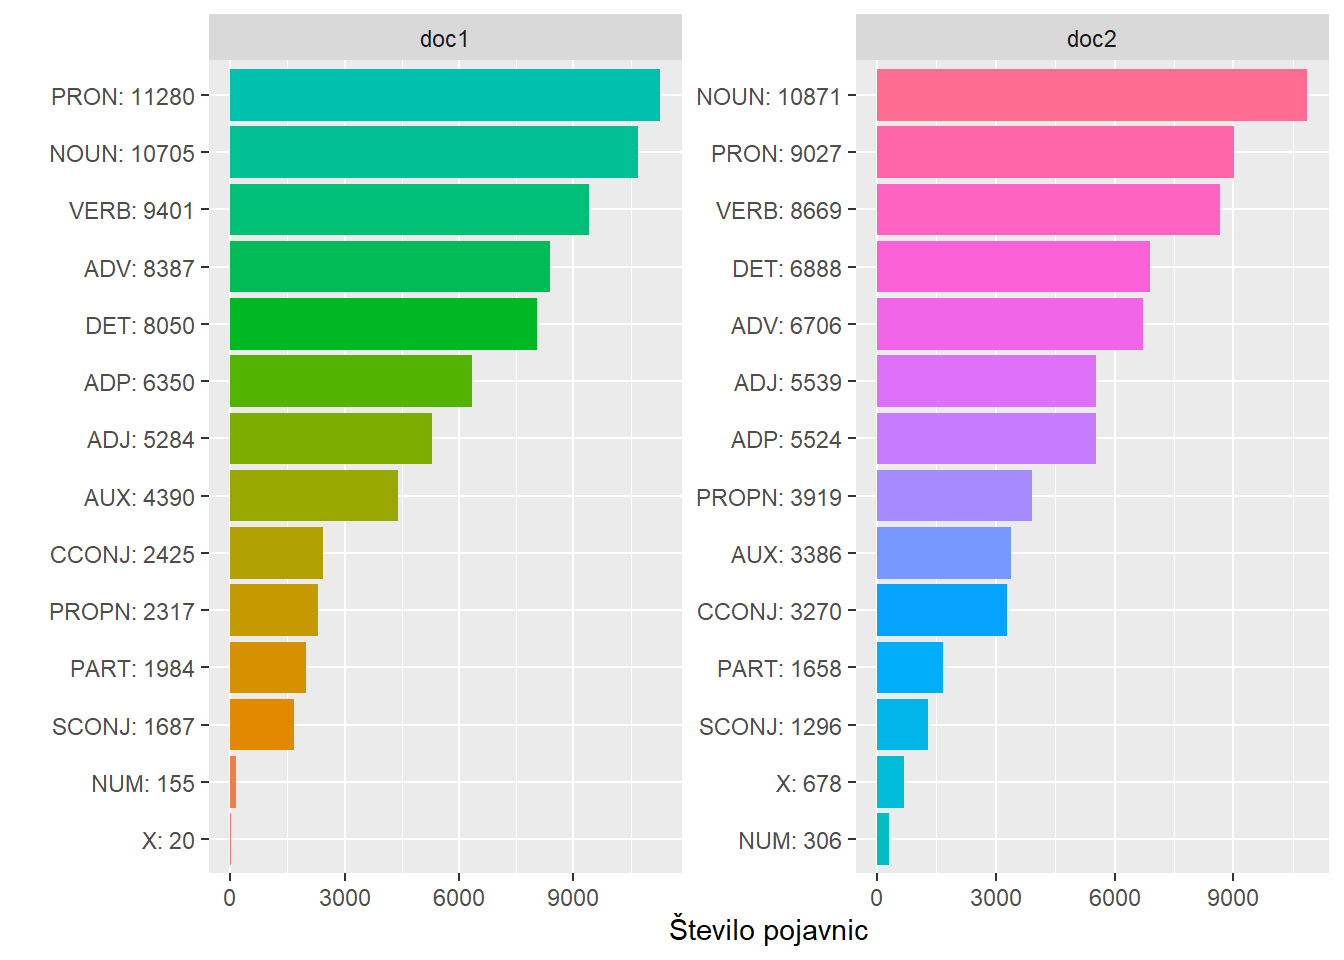 doc1
PRON: 11280
NOUN: 10705
VERB: 9401
ADV: 8387
DET: 8050
ADP: 6350
ADJ: 5284
AUX: 4390
CCONJ: 2425
PROPN: 2317
PART: 1984
SCONJ: 1687
NUM: 155
X: 20
0 3000 6000 9000
doc2
NOUN: 10871
PRON: 9027
VERB: 8669
DET: 6888
ADV: 6706
ADJ: 5539
ADP: 5524
PROPN: 3919
AUX: 3386
CCONJ: 3270
PART: 1658
SCONJ: 1296
X: 678
NUM: 306
0 3000 6000 9000
Število pojavnic